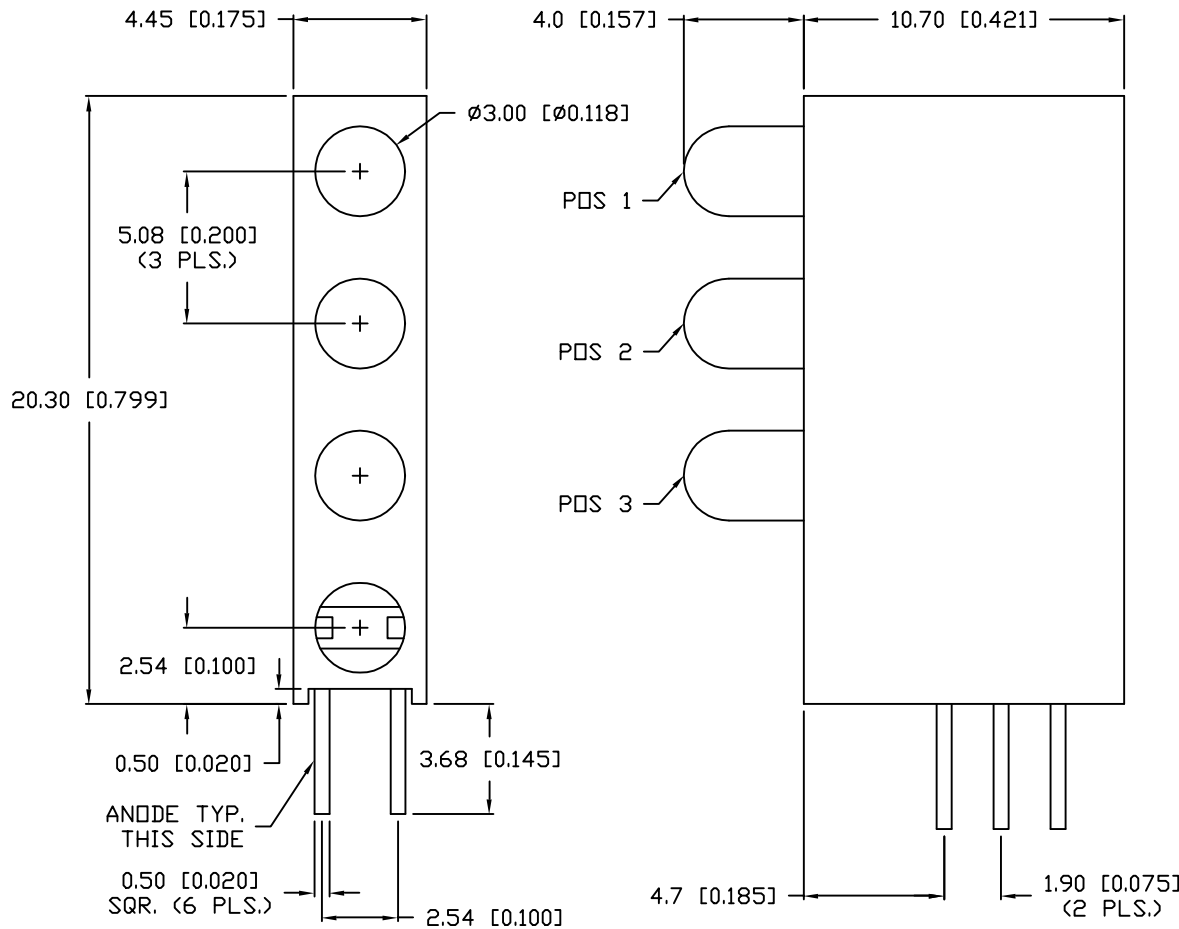 4.45 [0.175]
4.0 [0.157]
10.70 [0.421]
Ø3.00 [Ø0.118]
POS 1
5.08 [0.200]
(3 PLS.)
POS 2
20.30 [0.799]
POS 3
2.54 [0.100]
0.50 [0.020]
3.68 [0.145]
ANODE TYP.
THIS SIDE
0.50 [0.020]
SQR. (6 PLS.)
2.54 [0.100]
4.7 [0.185]
1.90 [0.075]
(2 PLS.)